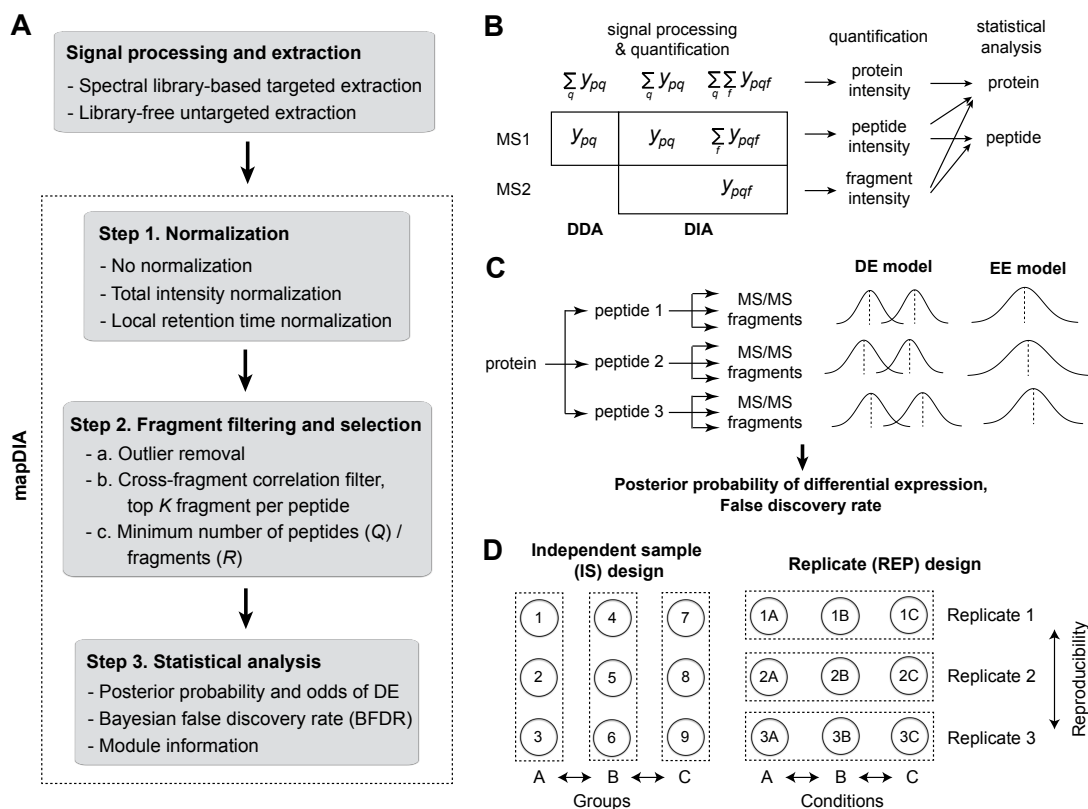 A
Signal processing and extraction
- Spectral library-based targeted extraction
- Library-free untargeted extraction
mapDIA
Step 1. Normalization
- No normalization
- Total intensity normalization
- Local retention time normalization
Step 2. Fragment filtering and selection
- a. Outlier removal
- b. Cross-fragment correlation filter,
top K fragment per peptide
- c. Minimum number of peptides (Q) /
fragments (R)
Step 3. Statistical analysis
- Posterior probability and odds of DE
- Bayesian false discovery rate (BFDR)
- Module information
B
signal processing
& quantification
quantification
statistical
analysis
∑q ypq ∑q ypq ∑q ∑f ypqf
protein
intensity
protein
MS1 ypq ypq ∑f ypqf
peptide
intensity
peptide
MS2 ypqf
fragment
intensity
DDA DIA
C
DE model EE model
protein
peptide 1 MS/MS
fragments
peptide 2 MS/MS
fragments
peptide 3 MS/MS
fragments
Posterior probability of differential expression,
False discovery rate
D
Independent sample
(IS) design
1 4 7
2 5 8
3 6 9
A B C
Groups
Replicate (REP) design
1A 1B 1C Replicate 1
2A 2B 2C Replicate 2
3A 3B 3C Replicate 3
A B C
Conditions
Reproducibility